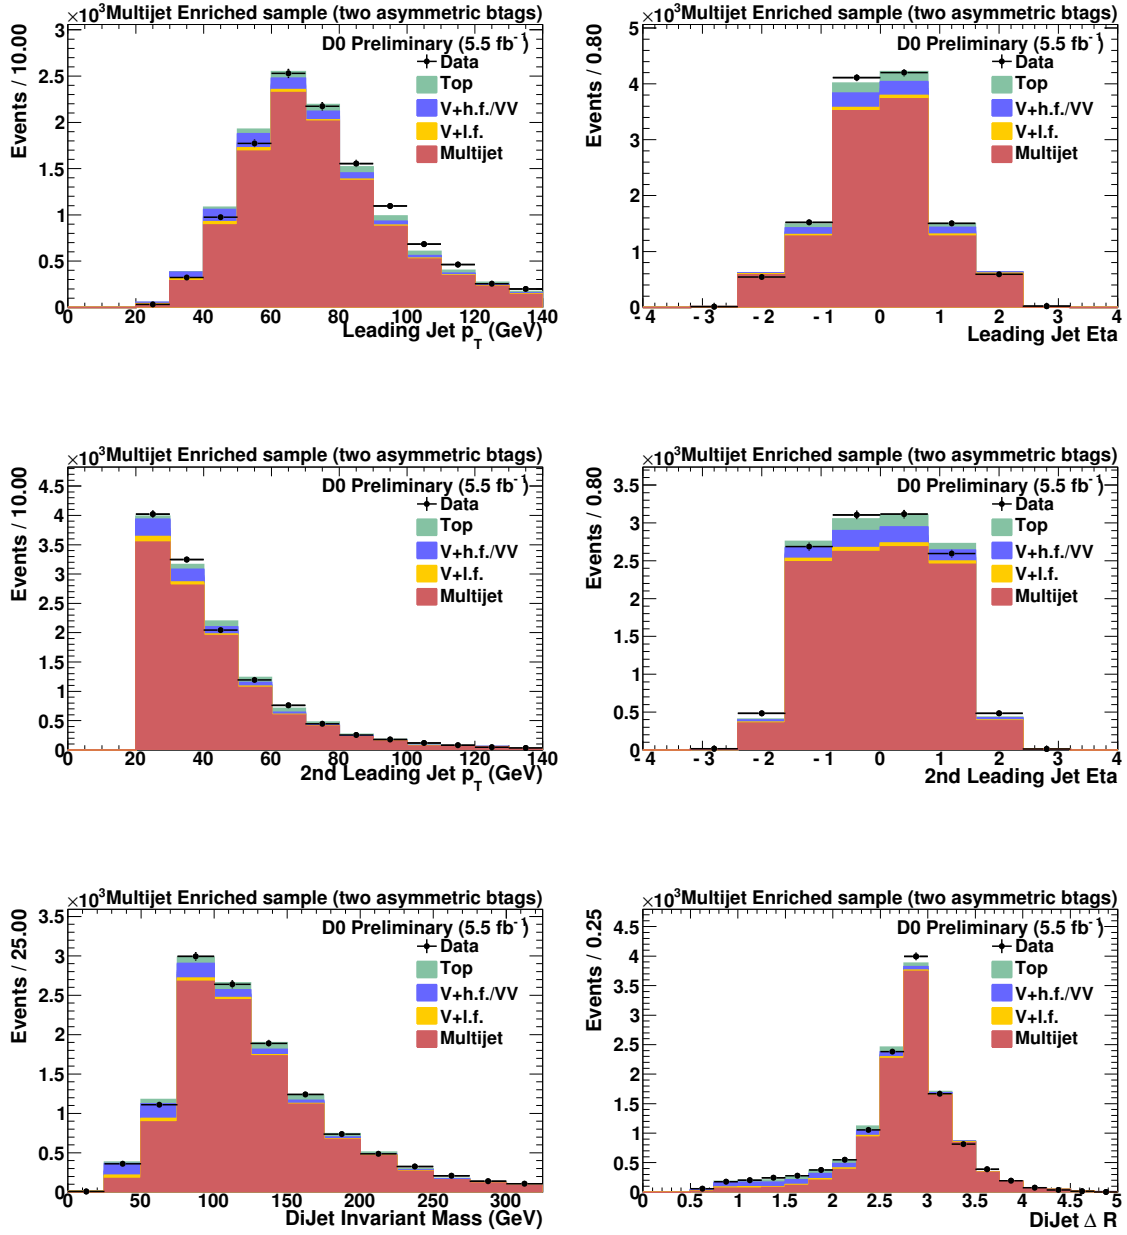 ×10³ Multijet Enriched sample (two asymmetric btags)
Events / 10.00
D0 Preliminary (5.5 fb⁻¹)
Data
Top
V+h.f./VV
V+l.f.
Multijet
3
2.5
2
1.5
1
0.5
0
0 20 40 60 80 100 120 140
Leading Jet p_T (GeV)
×10³ Multijet Enriched sample (two asymmetric btags)
Events / 0.80
D0 Preliminary (5.5 fb⁻¹)
Data
Top
V+h.f./VV
V+l.f.
Multijet
5
4
3
2
1
0
-4 -3 -2 -1 0 1 2 3 4
Leading Jet Eta
×10³ Multijet Enriched sample (two asymmetric btags)
Events / 10.00
D0 Preliminary (5.5 fb⁻¹)
Data
Top
V+h.f./VV
V+l.f.
Multijet
4.5
4
3.5
3
2.5
2
1.5
1
0.5
0
0 20 40 60 80 100 120 140
2nd Leading Jet p_T (GeV)
×10³ Multijet Enriched sample (two asymmetric btags)
Events / 0.80
D0 Preliminary (5.5 fb⁻¹)
Data
Top
V+h.f./VV
V+l.f.
Multijet
3.5
3
2.5
2
1.5
1
0.5
0
-4 -3 -2 -1 0 1 2 3 4
2nd Leading Jet Eta
×10³ Multijet Enriched sample (two asymmetric btags)
Events / 25.00
D0 Preliminary (5.5 fb⁻¹)
Data
Top
V+h.f./VV
V+l.f.
Multijet
3.5
3
2.5
2
1.5
1
0.5
0
0 50 100 150 200 250 300
DiJet Invariant Mass (GeV)
×10³ Multijet Enriched sample (two asymmetric btags)
Events / 0.25
D0 Preliminary (5.5 fb⁻¹)
Data
Top
V+h.f./VV
V+l.f.
Multijet
4.5
4
3.5
3
2.5
2
1.5
1
0.5
0
0 0.5 1 1.5 2 2.5 3 3.5 4 4.5 5
DiJet Δ R